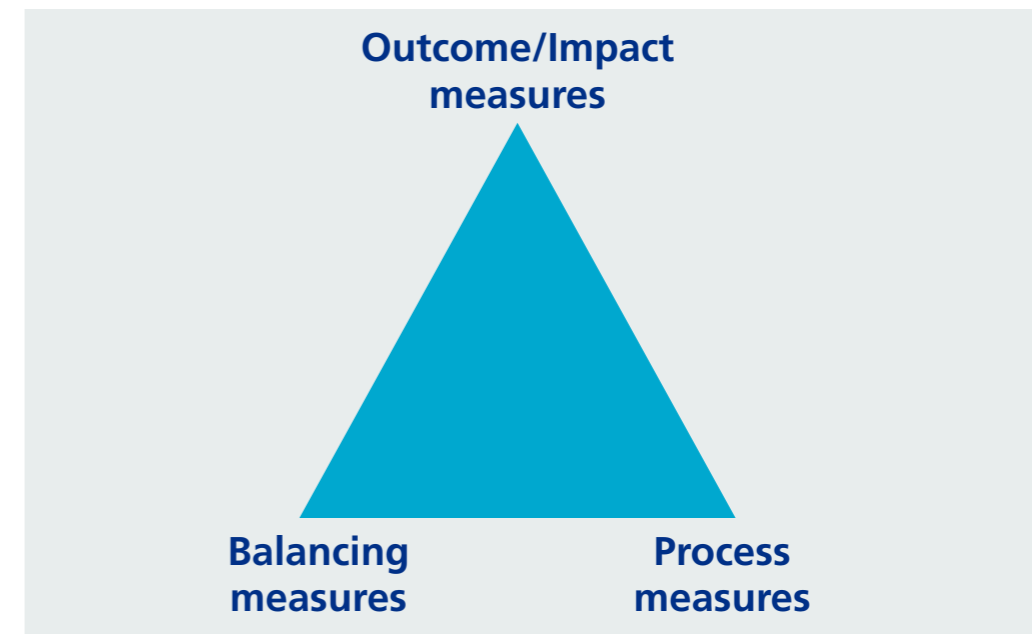 Outcome/Impact
measures
Balancing
measures
Process
measures